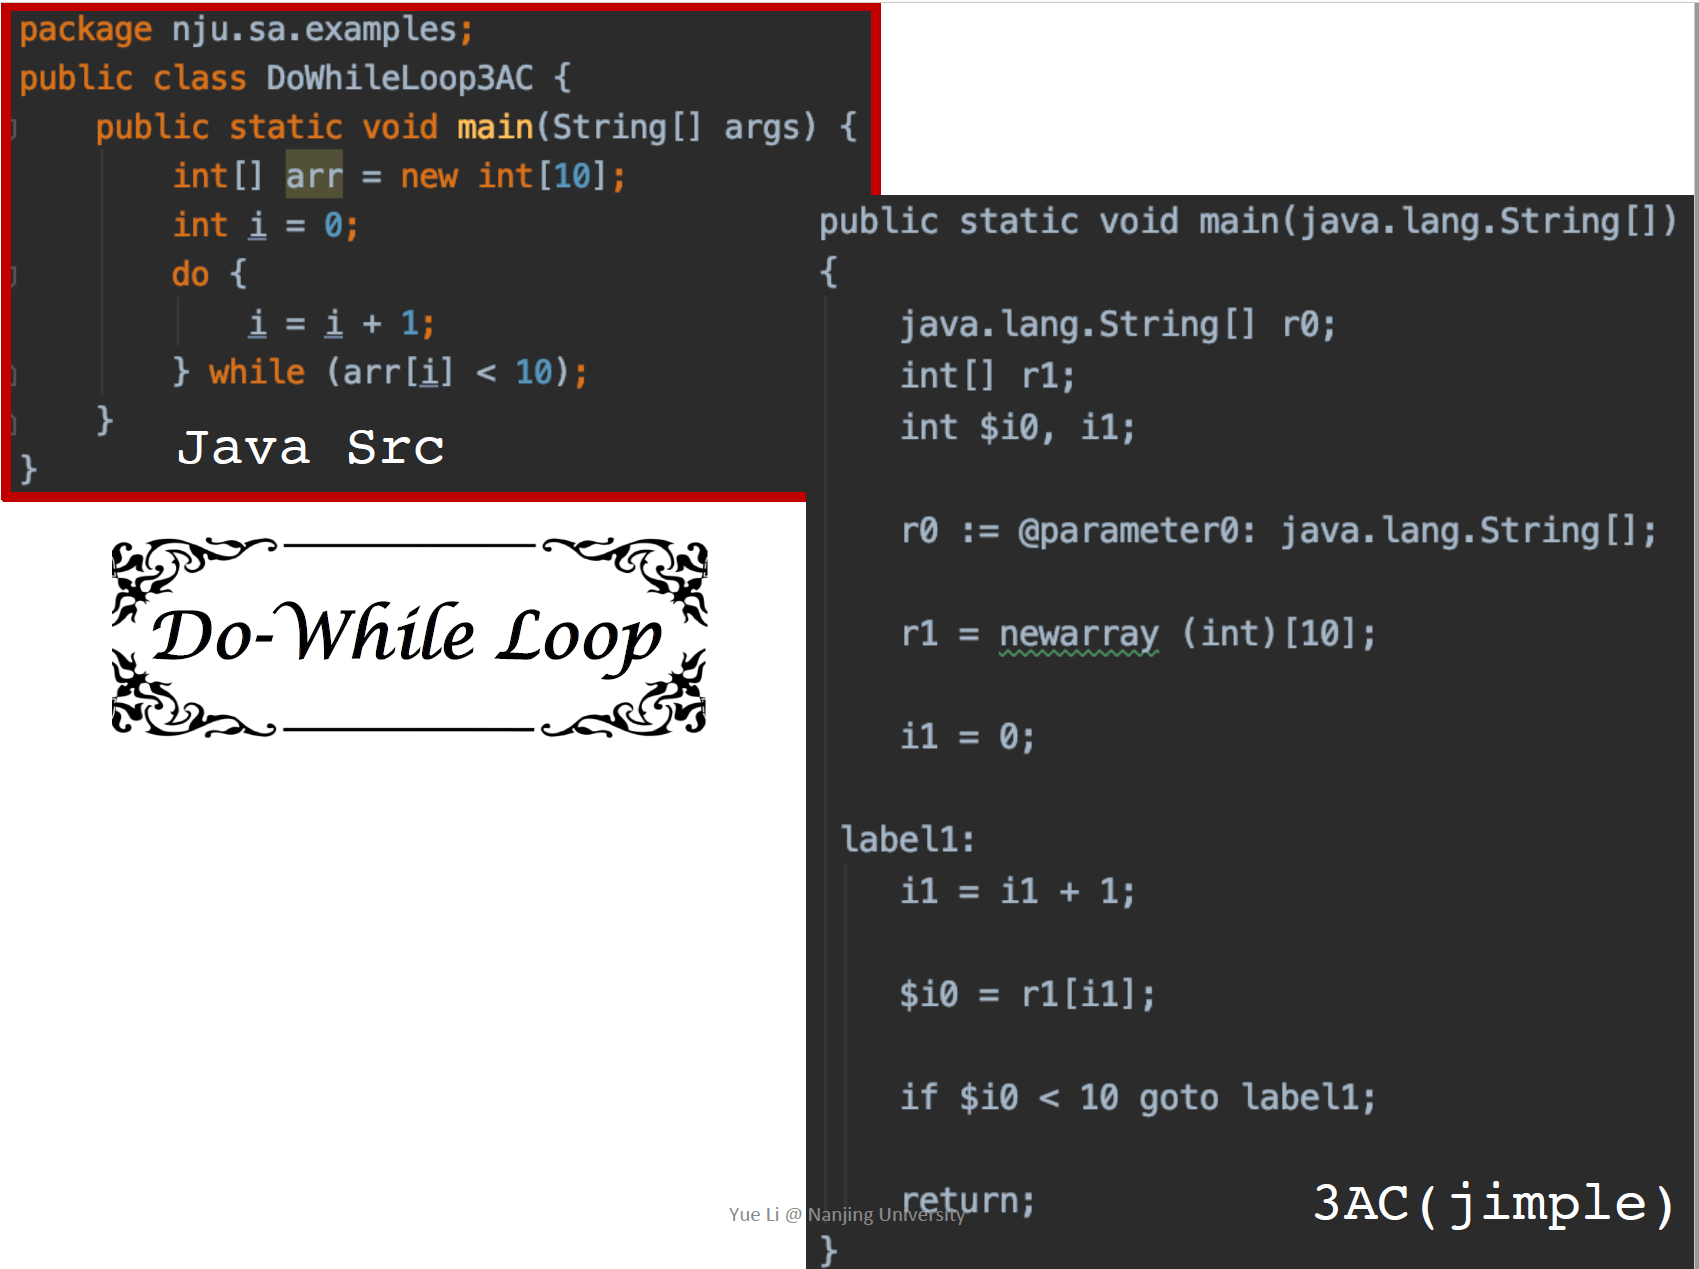 package nju.sa.examples;
public class DoWhileLoop3AC {
public static void main(String[] args) {
int[] arr = new int[10];
int i = 0;
do {
i = i + 1;
} while (arr[i] < 10);
}
}
Java Src
Do-While Loop
public static void main(java.lang.String[])
{
java.lang.String[] r0;
int[] r1;
int $i0, i1;
r0 := @parameter0: java.lang.String[];
r1 = newarray (int)[10];
i1 = 0;
label1:
i1 = i1 + 1;
$i0 = r1[i1];
if $i0 < 10 goto label1;
return;
}
3AC(jimple)
Yue Li @ Nanjing University